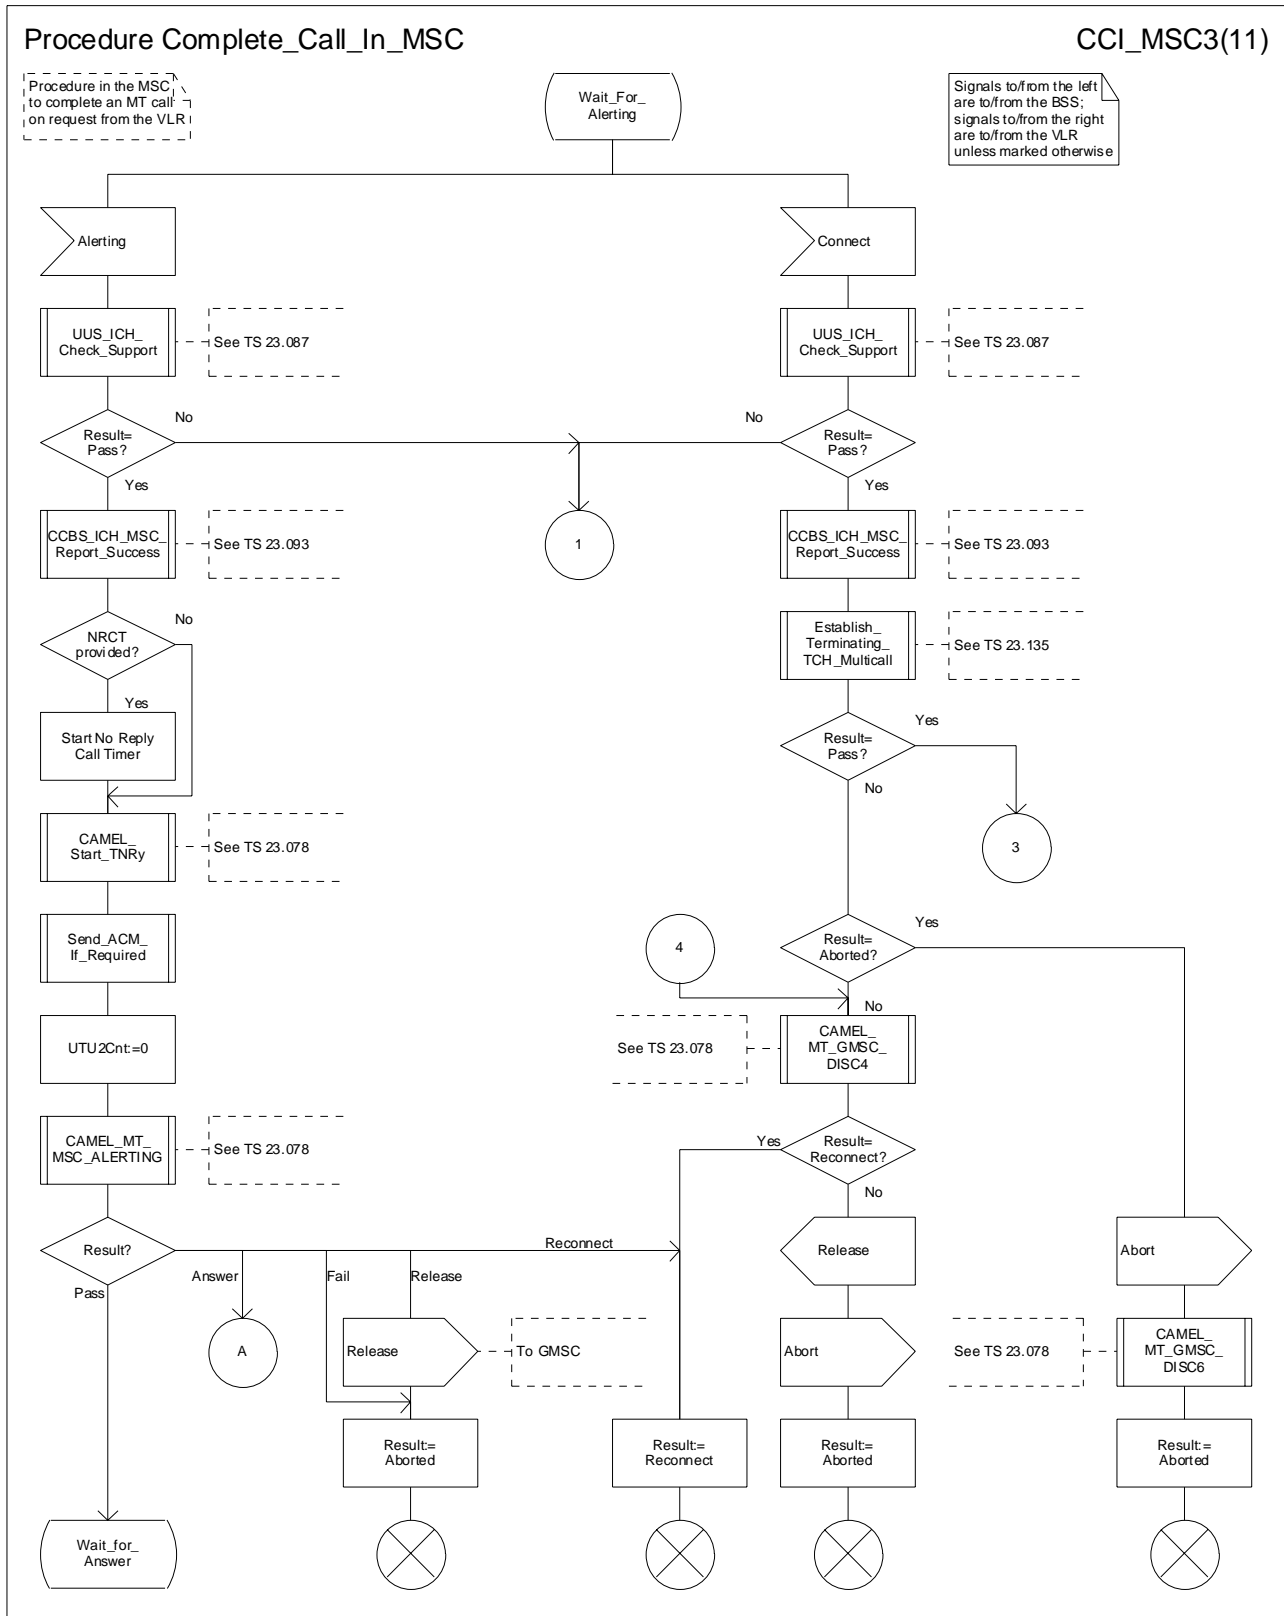 Procedure Complete_Call_In_MSC
CCI_MSC3(11)
Procedure in the MSC
to complete an MT call
on request from the VLR
Wait_For_
Alerting
Signals to/from the left
are to/from the BSS;
signals to/from the right
are to/from the VLR
unless marked otherwise
Alerting
Connect
UUS_ICH_
Check_Support
See TS 23.087
UUS_ICH_
Check_Support
See TS 23.087
Result=
Pass?
No
No
Result=
Pass?
Yes
Yes
CCBS_ICH_MSC_
Report_Success
See TS 23.093
1
CCBS_ICH_MSC_
Report_Success
See TS 23.093
NRCT
provided?
No
Establish_
Terminating_
TCH_Multicall
See TS 23.135
Yes
Start No Reply
Call Timer
Result=
Pass?
Yes
No
CAMEL_
Start_TNRy
See TS 23.078
3
Send_ACM_
If_Required
4
Result=
Aborted?
Yes
No
UTU2Cnt:=0
See TS 23.078
CAMEL_
MT_GMSC_
DISC4
CAMEL_MT_
MSC_ALERTING
See TS 23.078
Yes
Result=
Reconnect?
No
Result?
Reconnect
Release
Abort
Pass
Answer
Fail
Release
A
Release
To GMSC
Abort
See TS 23.078
CAMEL_
MT_GMSC_
DISC6
Result:=
Aborted
Result:=
Reconnect
Result:=
Aborted
Result:=
Aborted
Wait_for_
Answer